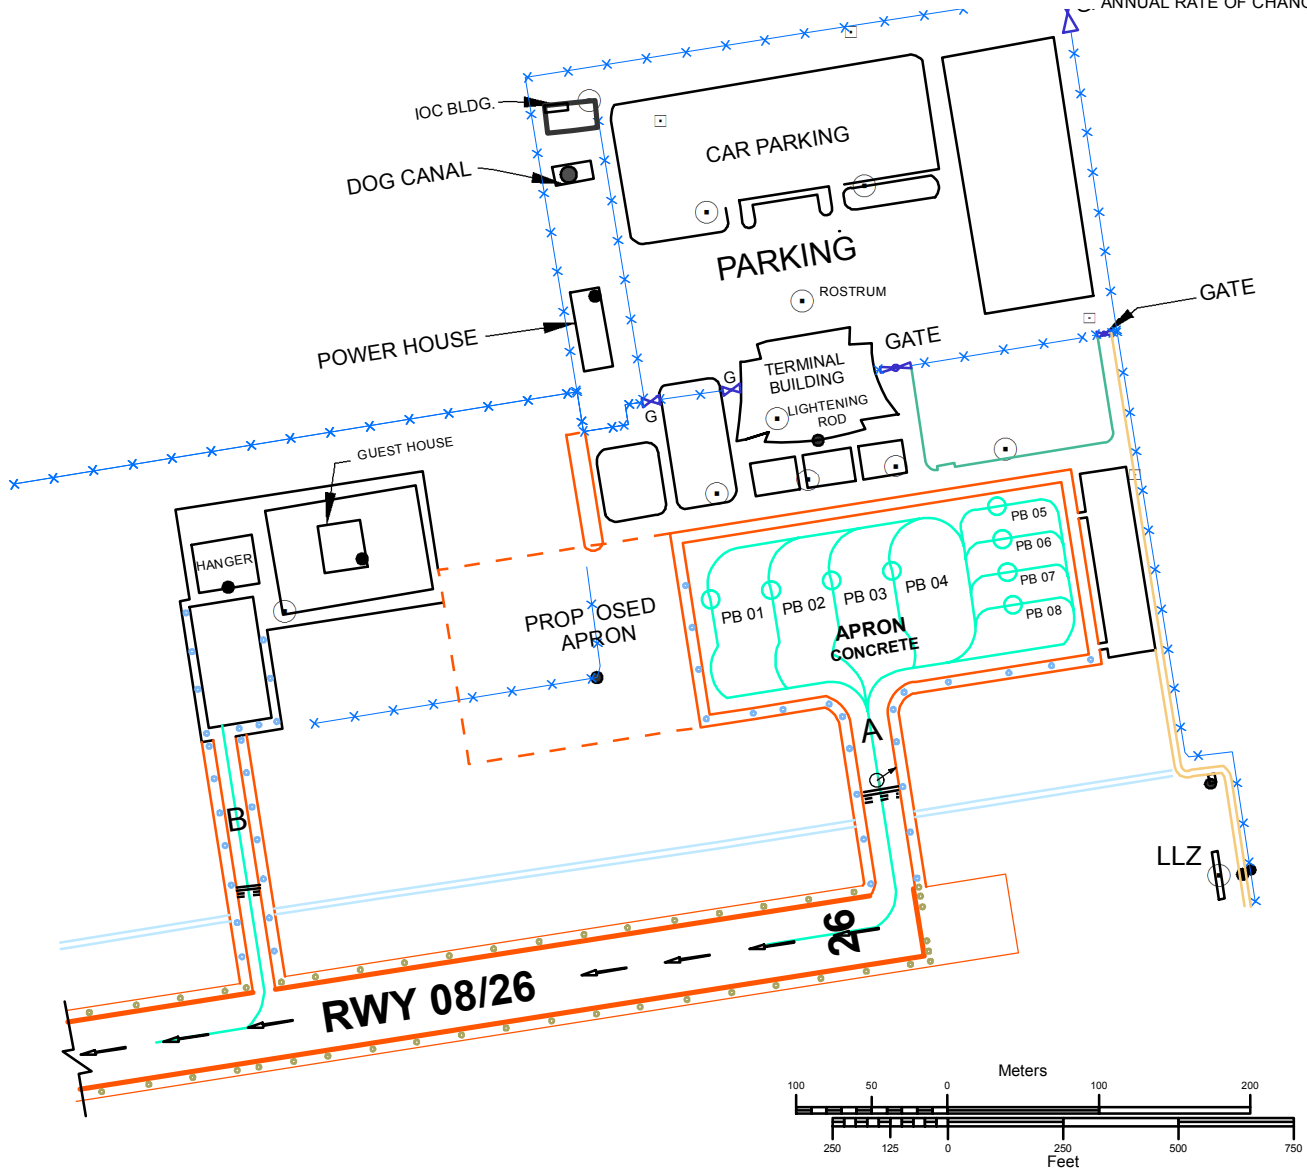 ANNUAL RATE OF CHANG
IOC BLDG.
CAR PARKING
DOG CANAL
PARKING
GATE
ROSTRUM
POWER HOUSE
GATE
TERMINAL
BUILDING
G
G
LIGHTENING
ROD
GUEST HOUSE
HANGER
PROP OSED
APRON
PB 01
PB 02
PB 03
PB 04
PB 05
PB 06
PB 07
PB 08
APRON
CONCRETE
A
B
LLZ
26
RWY 08/26
Meters
100 50 0 100 200
250 125 0 250 500 750
Feet